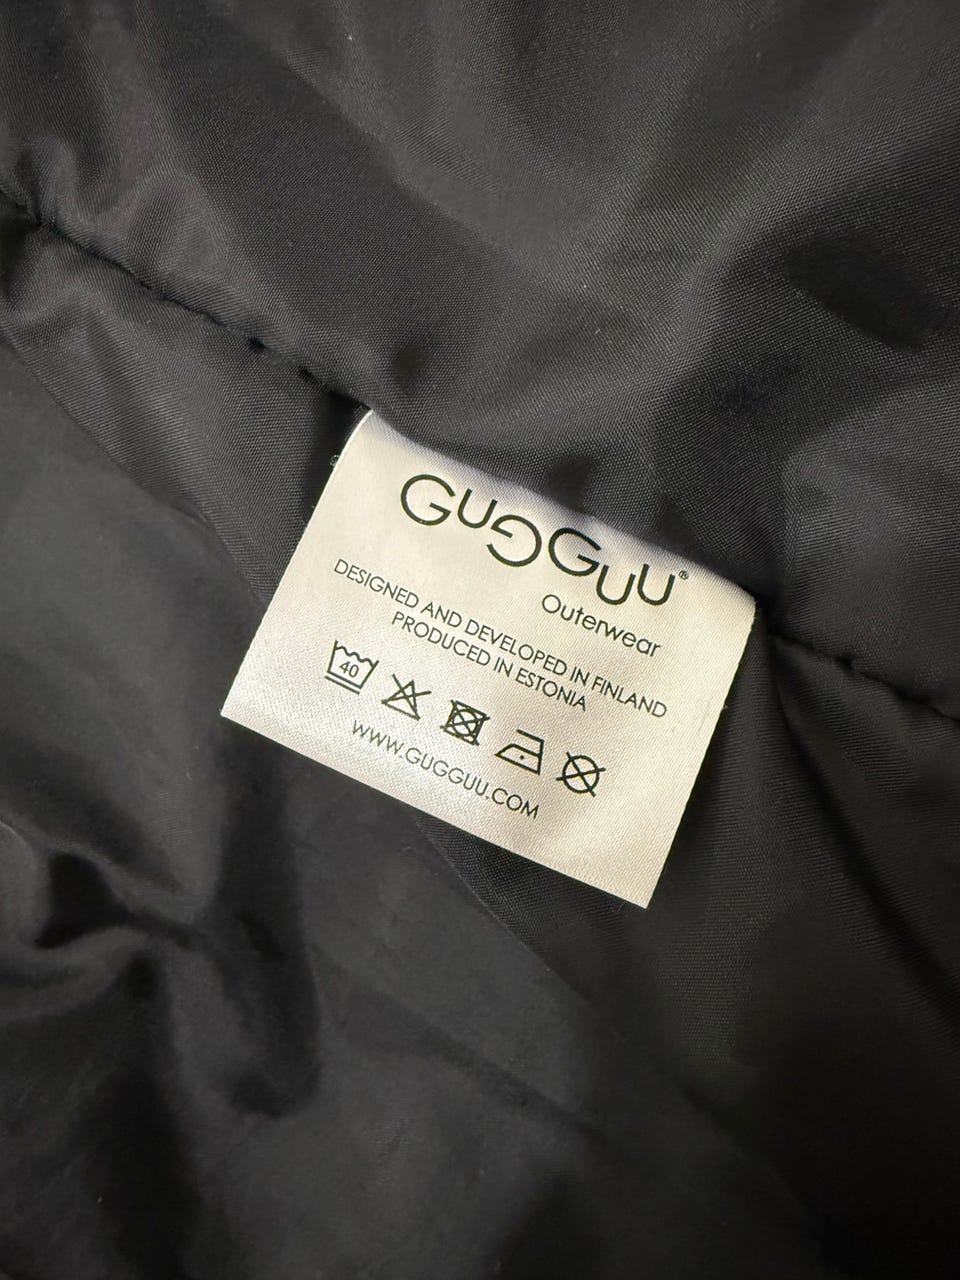 GUGGUU®
Outerwear
DESIGNED AND DEVELOPED IN FINLAND
PRODUCED IN ESTONIA
40
WWW.GUGGUU.COM